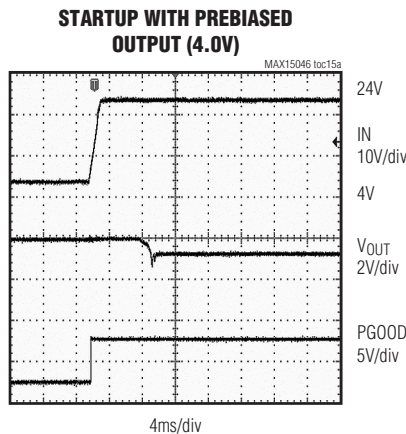 STARTUP WITH PREBIASED
OUTPUT (4.0V)
MAX15046 toc15a
24V
IN
10V/div
4V
VOUT
2V/div
PGOOD
5V/div
4ms/div